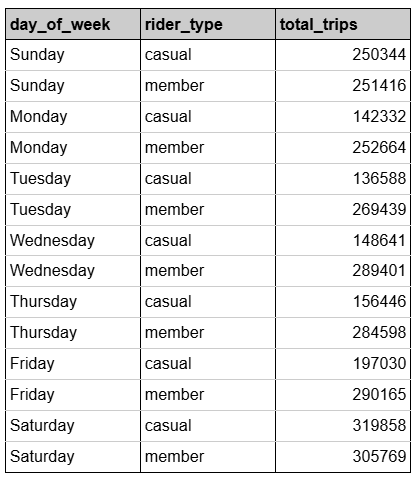 day_of_week rider_type total_trips
Sunday casual 250344
Sunday member 251416
Monday casual 142332
Monday member 252664
Tuesday casual 136588
Tuesday member 269439
Wednesday casual 148641
Wednesday member 289401
Thursday casual 156446
Thursday member 284598
Friday casual 197030
Friday member 290165
Saturday casual 319858
Saturday member 305769